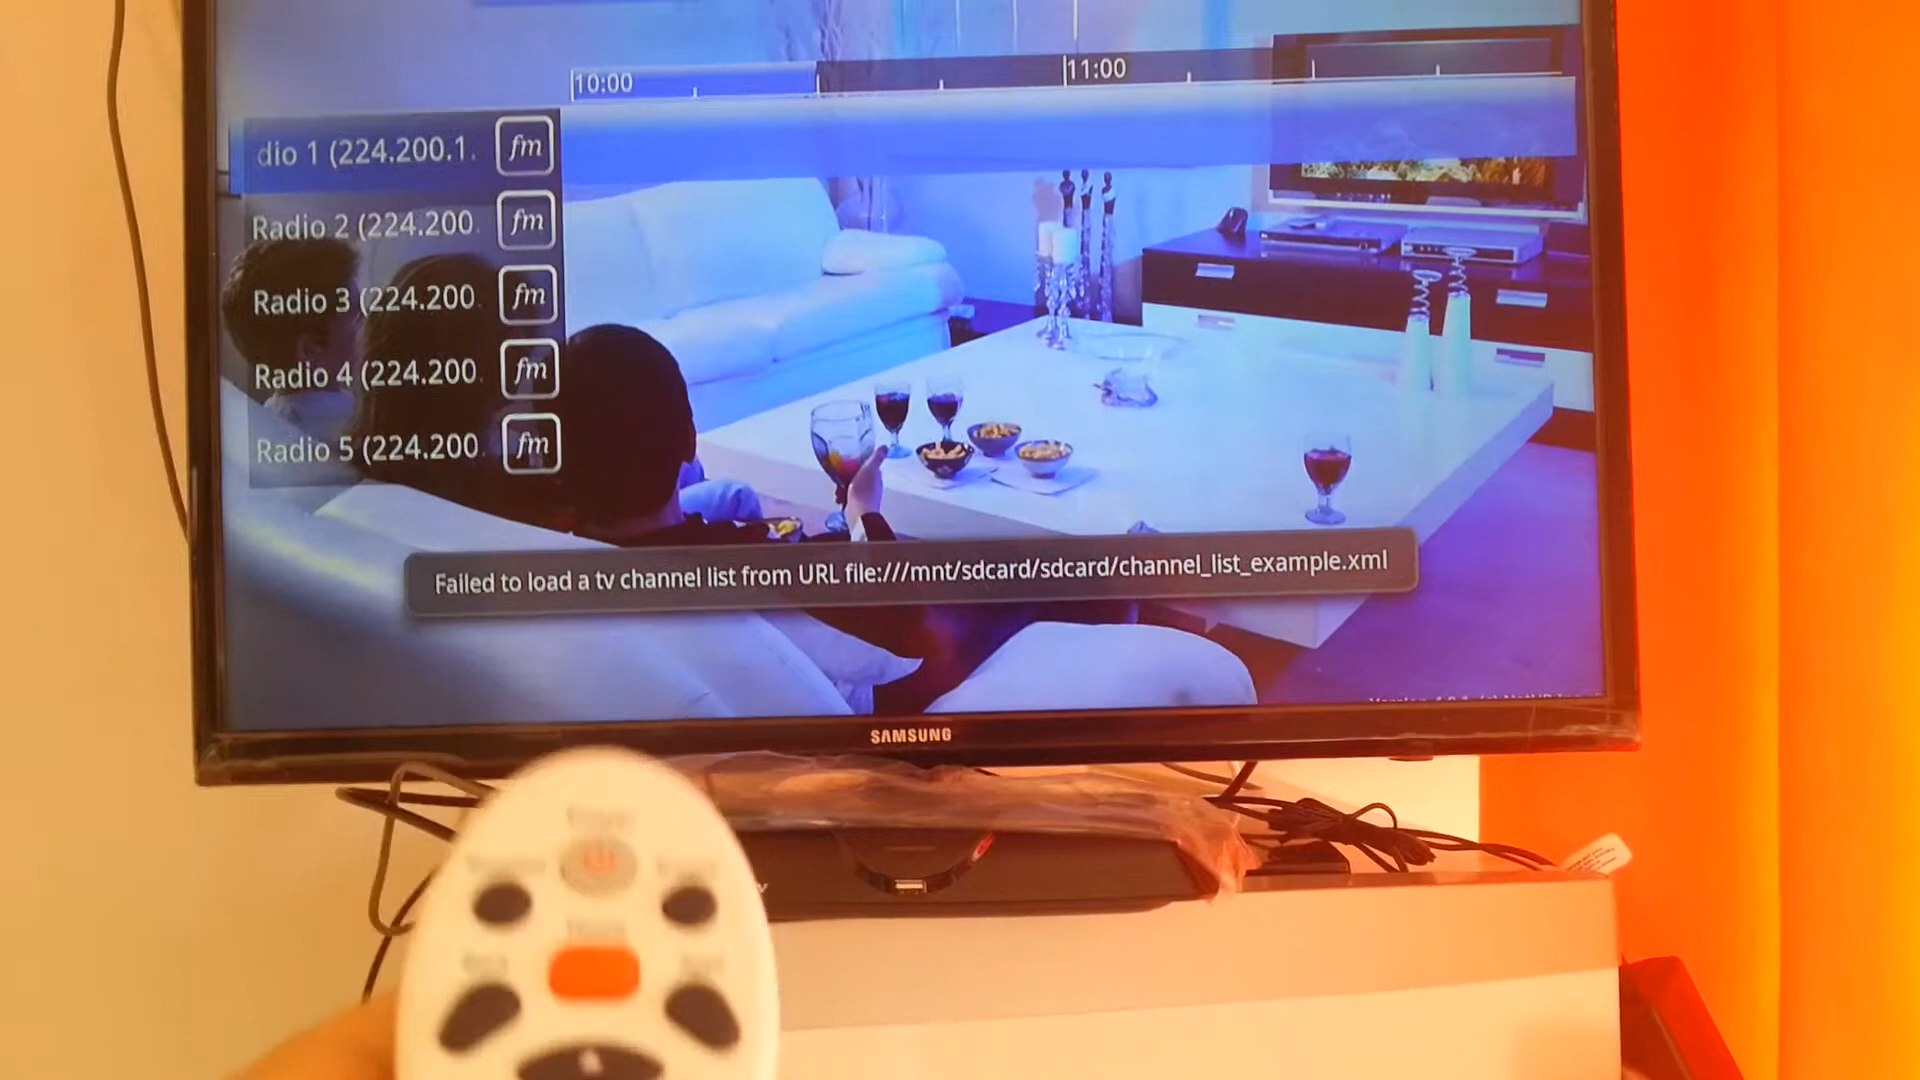 10:00
11:00
dio 1 (224.200.1.
fm
Radio 2 (224.200.
fm
Radio 3 (224.200.
fm
Radio 4 (224.200.
fm
Radio 5 (224.200.
fm
Failed to load a tv channel list from URL file:///mnt/sdcard/sdcard/channel_list_example.xml
SAMSUNG